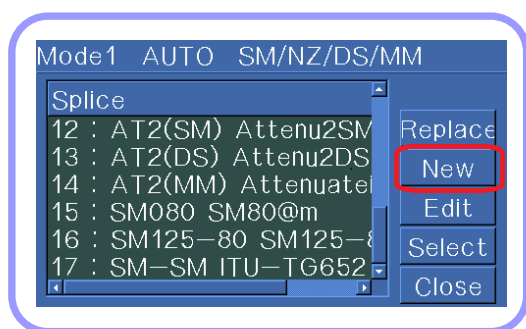 Mode1 AUTO SM/NZ/DS/MM
Splice
12 : AT2(SM) Attenu2SM
13 : AT2(DS) Attenu2DS
14 : AT2(MM) Attenuate
15 : SM080 SM80@m
16 : SM125-80 SM125-8
17 : SM-SM ITU-TG652
Replace
New
Edit
Select
Close